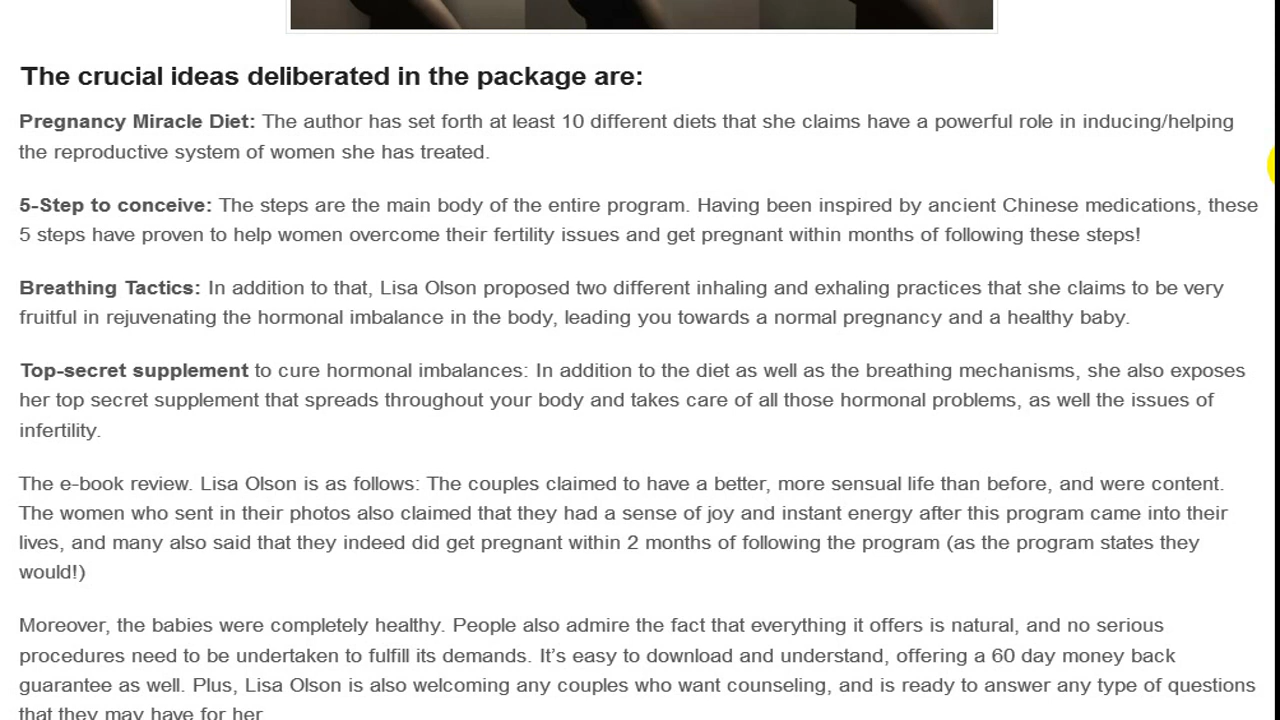 The crucial ideas deliberated in the package are:
Pregnancy Miracle Diet: The author has set forth at least 10 different diets that she claims have a powerful role in inducing/helping
the reproductive system of women she has treated.
5-Step to conceive: The steps are the main body of the entire program. Having been inspired by ancient Chinese medications, these
5 steps have proven to help women overcome their fertility issues and get pregnant within months of following these steps!
Breathing Tactics: In addition to that, Lisa Olson proposed two different inhaling and exhaling practices that she claims to be very
fruitful in rejuvenating the hormonal imbalance in the body, leading you towards a normal pregnancy and a healthy baby.
Top-secret supplement to cure hormonal imbalances: In addition to the diet as well as the breathing mechanisms, she also exposes
her top secret supplement that spreads throughout your body and takes care of all those hormonal problems, as well the issues of
infertility.
The e-book review. Lisa Olson is as follows: The couples claimed to have a better, more sensual life than before, and were content.
The women who sent in their photos also claimed that they had a sense of joy and instant energy after this program came into their
lives, and many also said that they indeed did get pregnant within 2 months of following the program (as the program states they
would!)
Moreover, the babies were completely healthy. People also admire the fact that everything it offers is natural, and no serious
procedures need to be undertaken to fulfill its demands. It’s easy to download and understand, offering a 60 day money back
guarantee as well. Plus, Lisa Olson is also welcoming any couples who want counseling, and is ready to answer any type of questions
that they may have for her